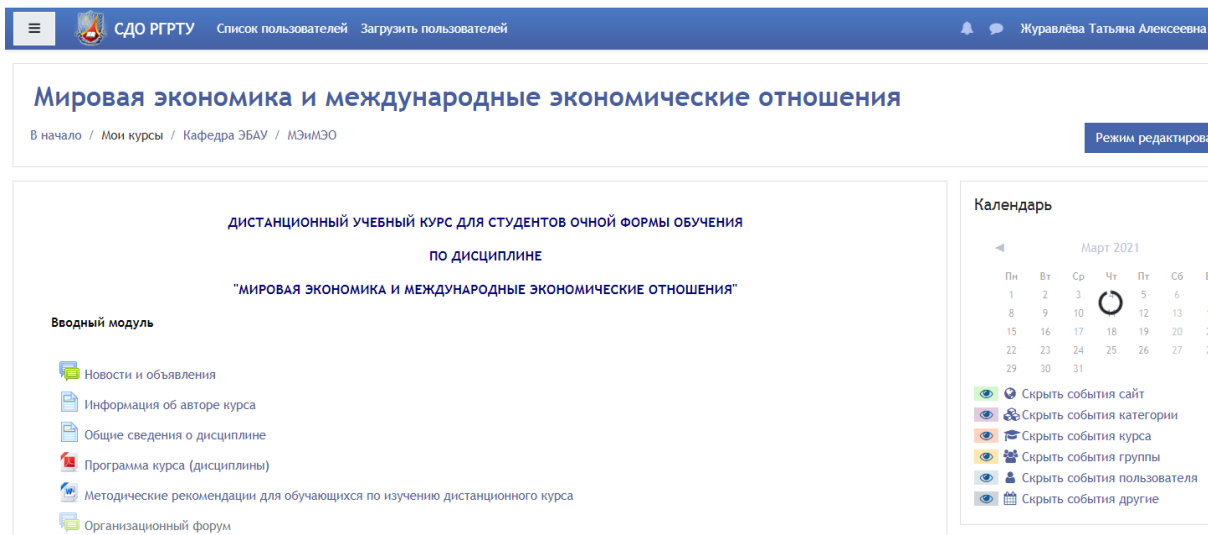 СДО РГРТУ Список пользователей Загрузить пользователей Журавлёва Татьяна Алексеевна
Мировая экономика и международные экономические отношения
В начало / Мои курсы / Кафедра ЭБАУ / МЭиМЭО
Режим редактирова
ДИСТАНЦИОННЫЙ УЧЕБНЫЙ КУРС ДЛЯ СТУДЕНТОВ ОЧНОЙ ФОРМЫ ОБУЧЕНИЯ
ПО ДИСЦИПЛИНЕ
"МИРОВАЯ ЭКОНОМИКА И МЕЖДУНАРОДНЫЕ ЭКОНОМИЧЕСКИЕ ОТНОШЕНИЯ"
Вводный модуль
Новости и объявления
Информация об авторе курса
Общие сведения о дисциплине
Программа курса (дисциплины)
Методические рекомендации для обучающихся по изучению дистанционного курса
Организационный форум
Календарь
Март 2021
Пн Вт Ср Чт Пт Сб
1 2 3 4 5 6
8 9 10 12 13
15 16 17 18 19 20
22 23 24 25 26 27
29 30 31
Скрыть события сайт
Скрыть события категории
Скрыть события курса
Скрыть события группы
Скрыть события пользователя
Скрыть события другие